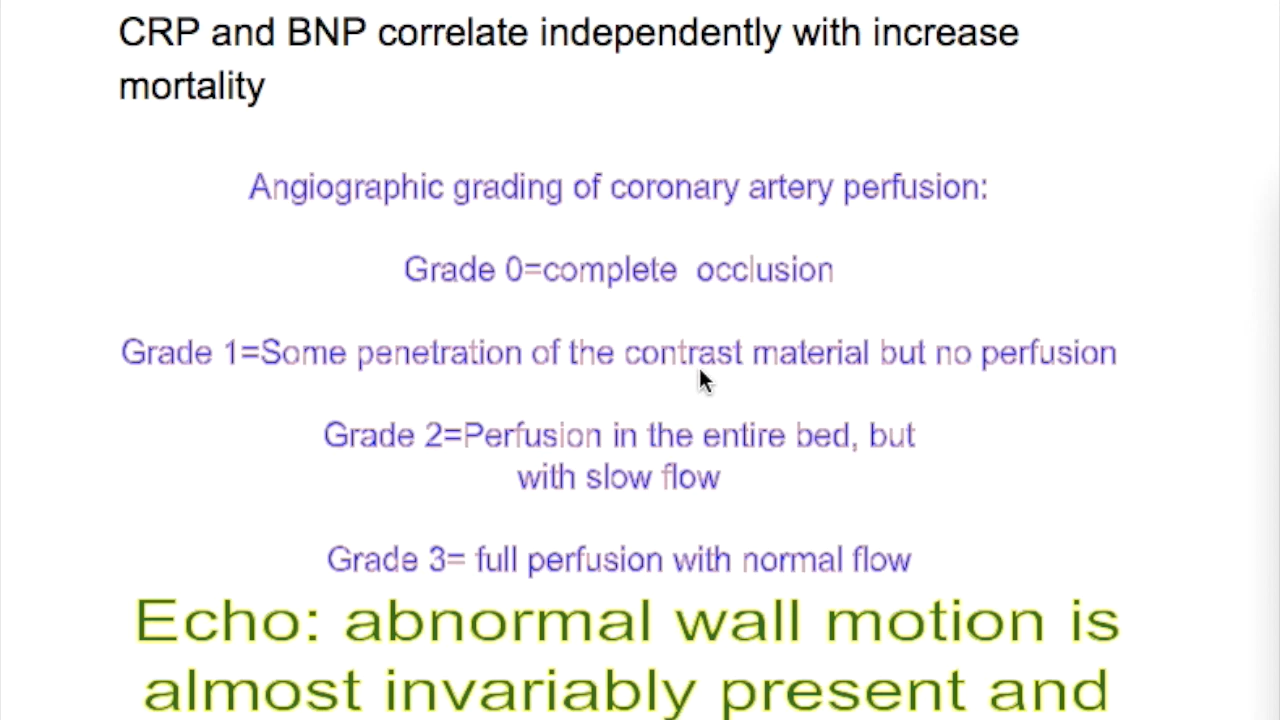 CRP and BNP correlate independently with increase
mortality
Angiographic grading of coronary artery perfusion:
Grade 0=complete  occlusion
Grade 1=Some penetration of the contrast material but no perfusion
Grade 2=Perfusion in the entire bed, but
with slow flow
Grade 3= full perfusion with normal flow
Echo: abnormal wall motion is
almost invariably present and